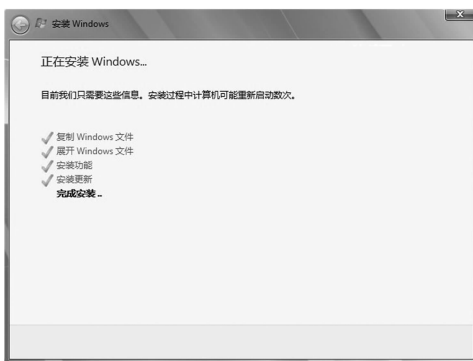 安装 Windows
正在安装 Windows...
目前我们只需要这些信息。安装过程中计算机可能重新启动数次。
复制 Windows 文件
展开 Windows 文件
安装功能
安装更新
完成安装 ..